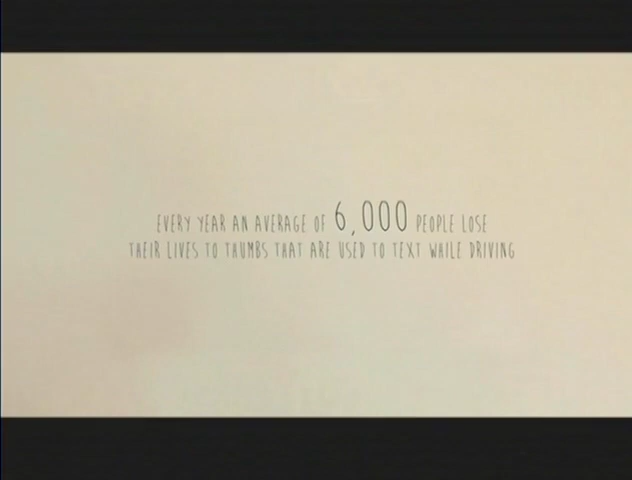 EVERY YEAR AN AVERAGE OF 6,000 PEOPLE LOSE
THEIR LIVES TO THUMBS THAT ARE USED TO TEXT WHILE DRIVING